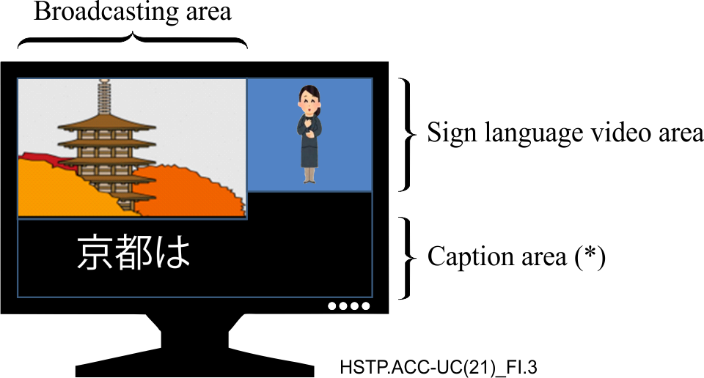 Broadcasting area
Sign language video area
京都は
Caption area (*)
HSTP.ACC-UC(21)_FI.3